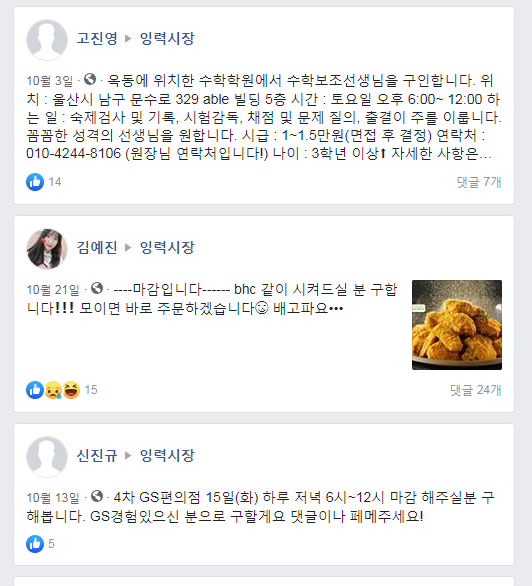 고진영 ▶ 잉력시장
10월 3일 · · 옥동에 위치한 수학학원에서 수학보조선생님을 구인합니다. 위
치 : 울산시 남구 문수로 329 able 빌딩 5층 시간 : 토요일 오후 6:00~ 12:00 하
는 일 : 숙제검사 및 기록, 시험감독, 채점 및 문제 질의, 출결이 주를 이룹니다.
꼼꼼한 성격의 선생님을 원합니다. 시급 : 1~1.5만원(면접 후 결정) 연락처 :
010-4244-8106 (원장님 연락처입니다!) 나이 : 3학년 이상⬆ 자세한 사항은...
14 댓글 7개
김예진 ▶ 잉력시장
10월 21일 · · ----마감입니다------ bhc 같이 시켜드실 분 구합
니다❗❗❗ 모이면 바로 주문하겠습니다 배고파요•••
15 댓글 24개
신진규 ▶ 잉력시장
10월 13일 · · 4차 GS편의점 15일(화) 하루 저녁 6시~12시 마감 해주실분 구
해봅니다. GS경험있으신 분으로 구할게요 댓글이나 페메주세요!
5